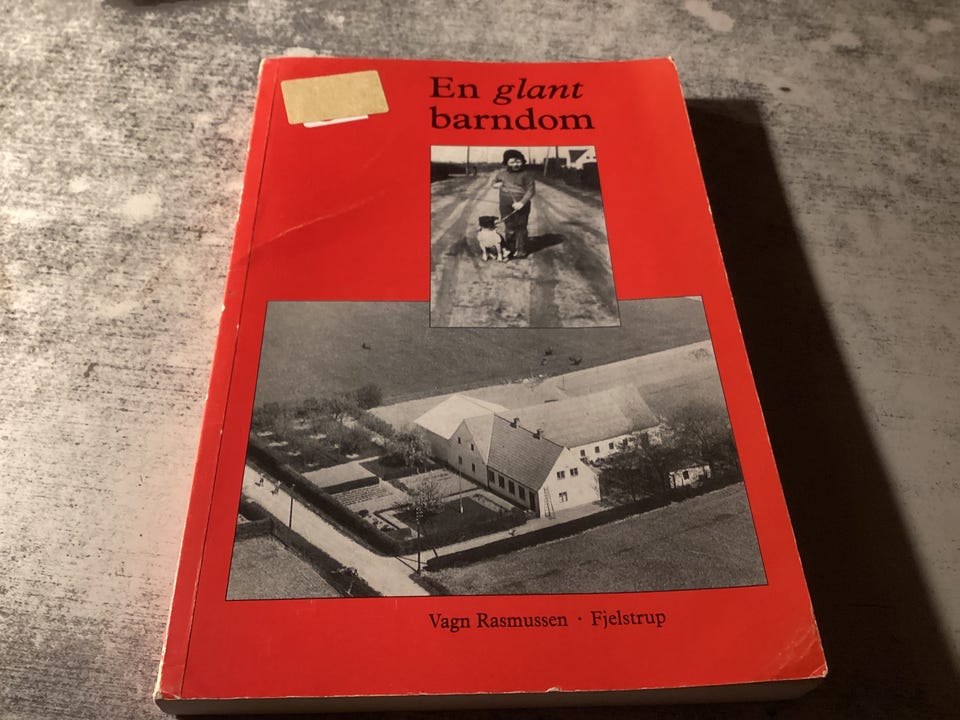 En glant
barndom
Vagn Rasmussen · Fjelstrup